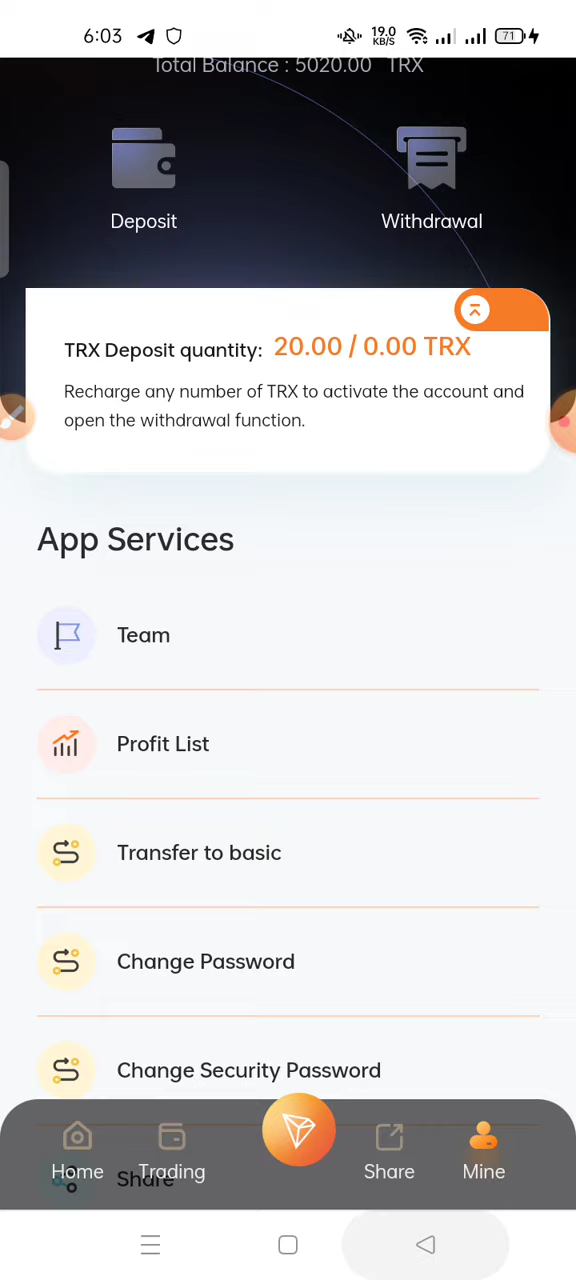 6:03
19.0
KB/S
71
Total Balance : 5020.00 TRX
Deposit
Withdrawal
TRX Deposit quantity: 20.00 / 0.00 TRX
Recharge any number of TRX to activate the account and
open the withdrawal function.
App Services
Team
Profit List
Transfer to basic
Change Password
Change Security Password
Share
Home
Trading
Share
Mine